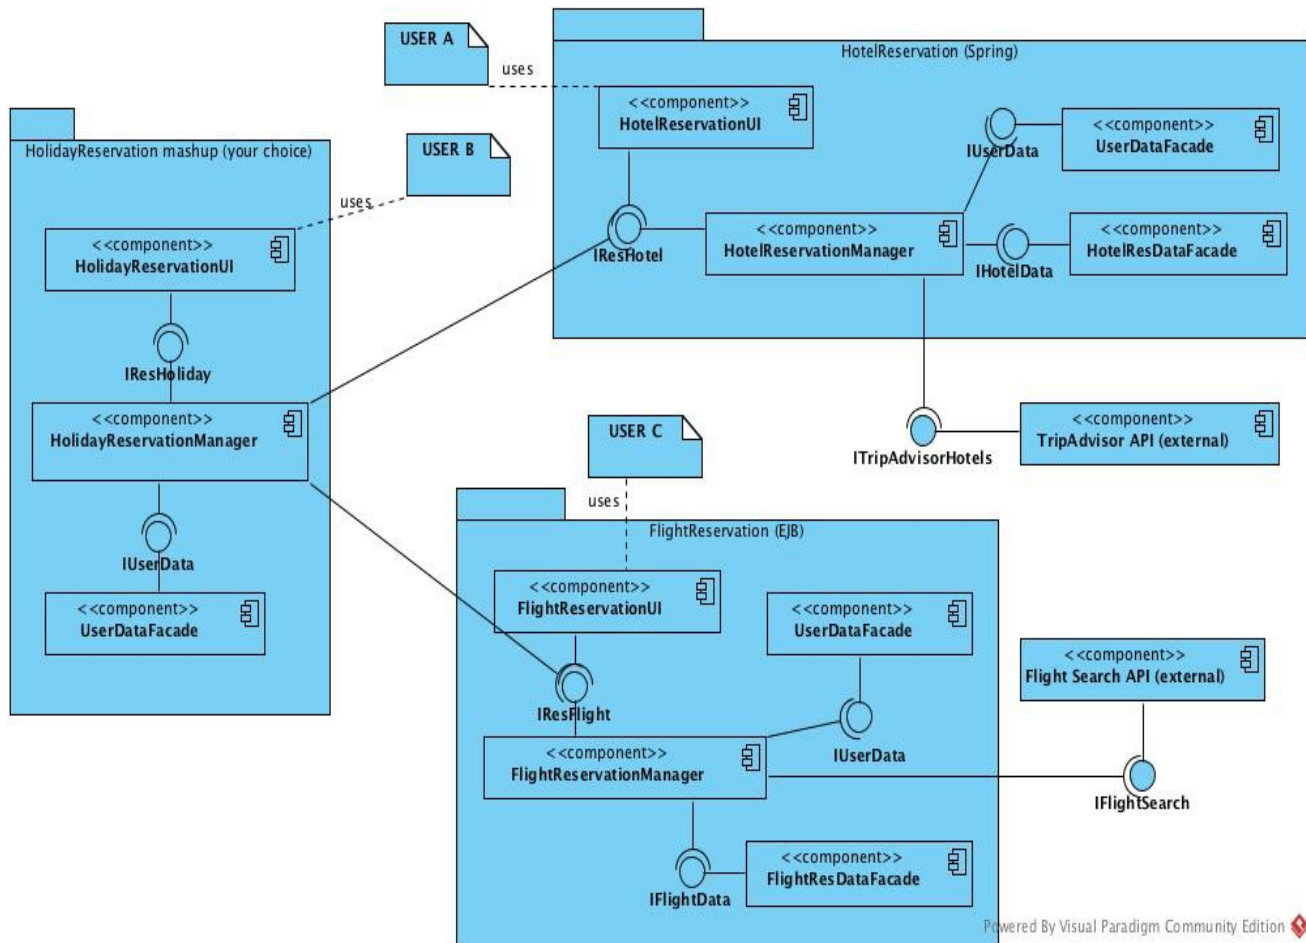 USER A
uses
HotelReservation (Spring)
<<component>>
HotelReservationUI
IUserData
<<component>>
UserDataFacade
IResHotel
<<component>>
HotelReservationManager
IHotelData
<<component>>
HotelResDataFacade
ITripAdvisorHotels
<<component>>
TripAdvisor API (external)
USER B
uses
HolidayReservation mashup (your choice)
<<component>>
HolidayReservationUI
IResHoliday
<<component>>
HolidayReservationManager
IUserData
<<component>>
UserDataFacade
USER C
uses
FlightReservation (EJB)
<<component>>
FlightReservationUI
<<component>>
UserDataFacade
IResFlight
IUserData
<<component>>
FlightReservationManager
<<component>>
Flight Search API (external)
IFlightSearch
IFlightData
<<component>>
FlightResDataFacade
Powered By Visual Paradigm Community Edition